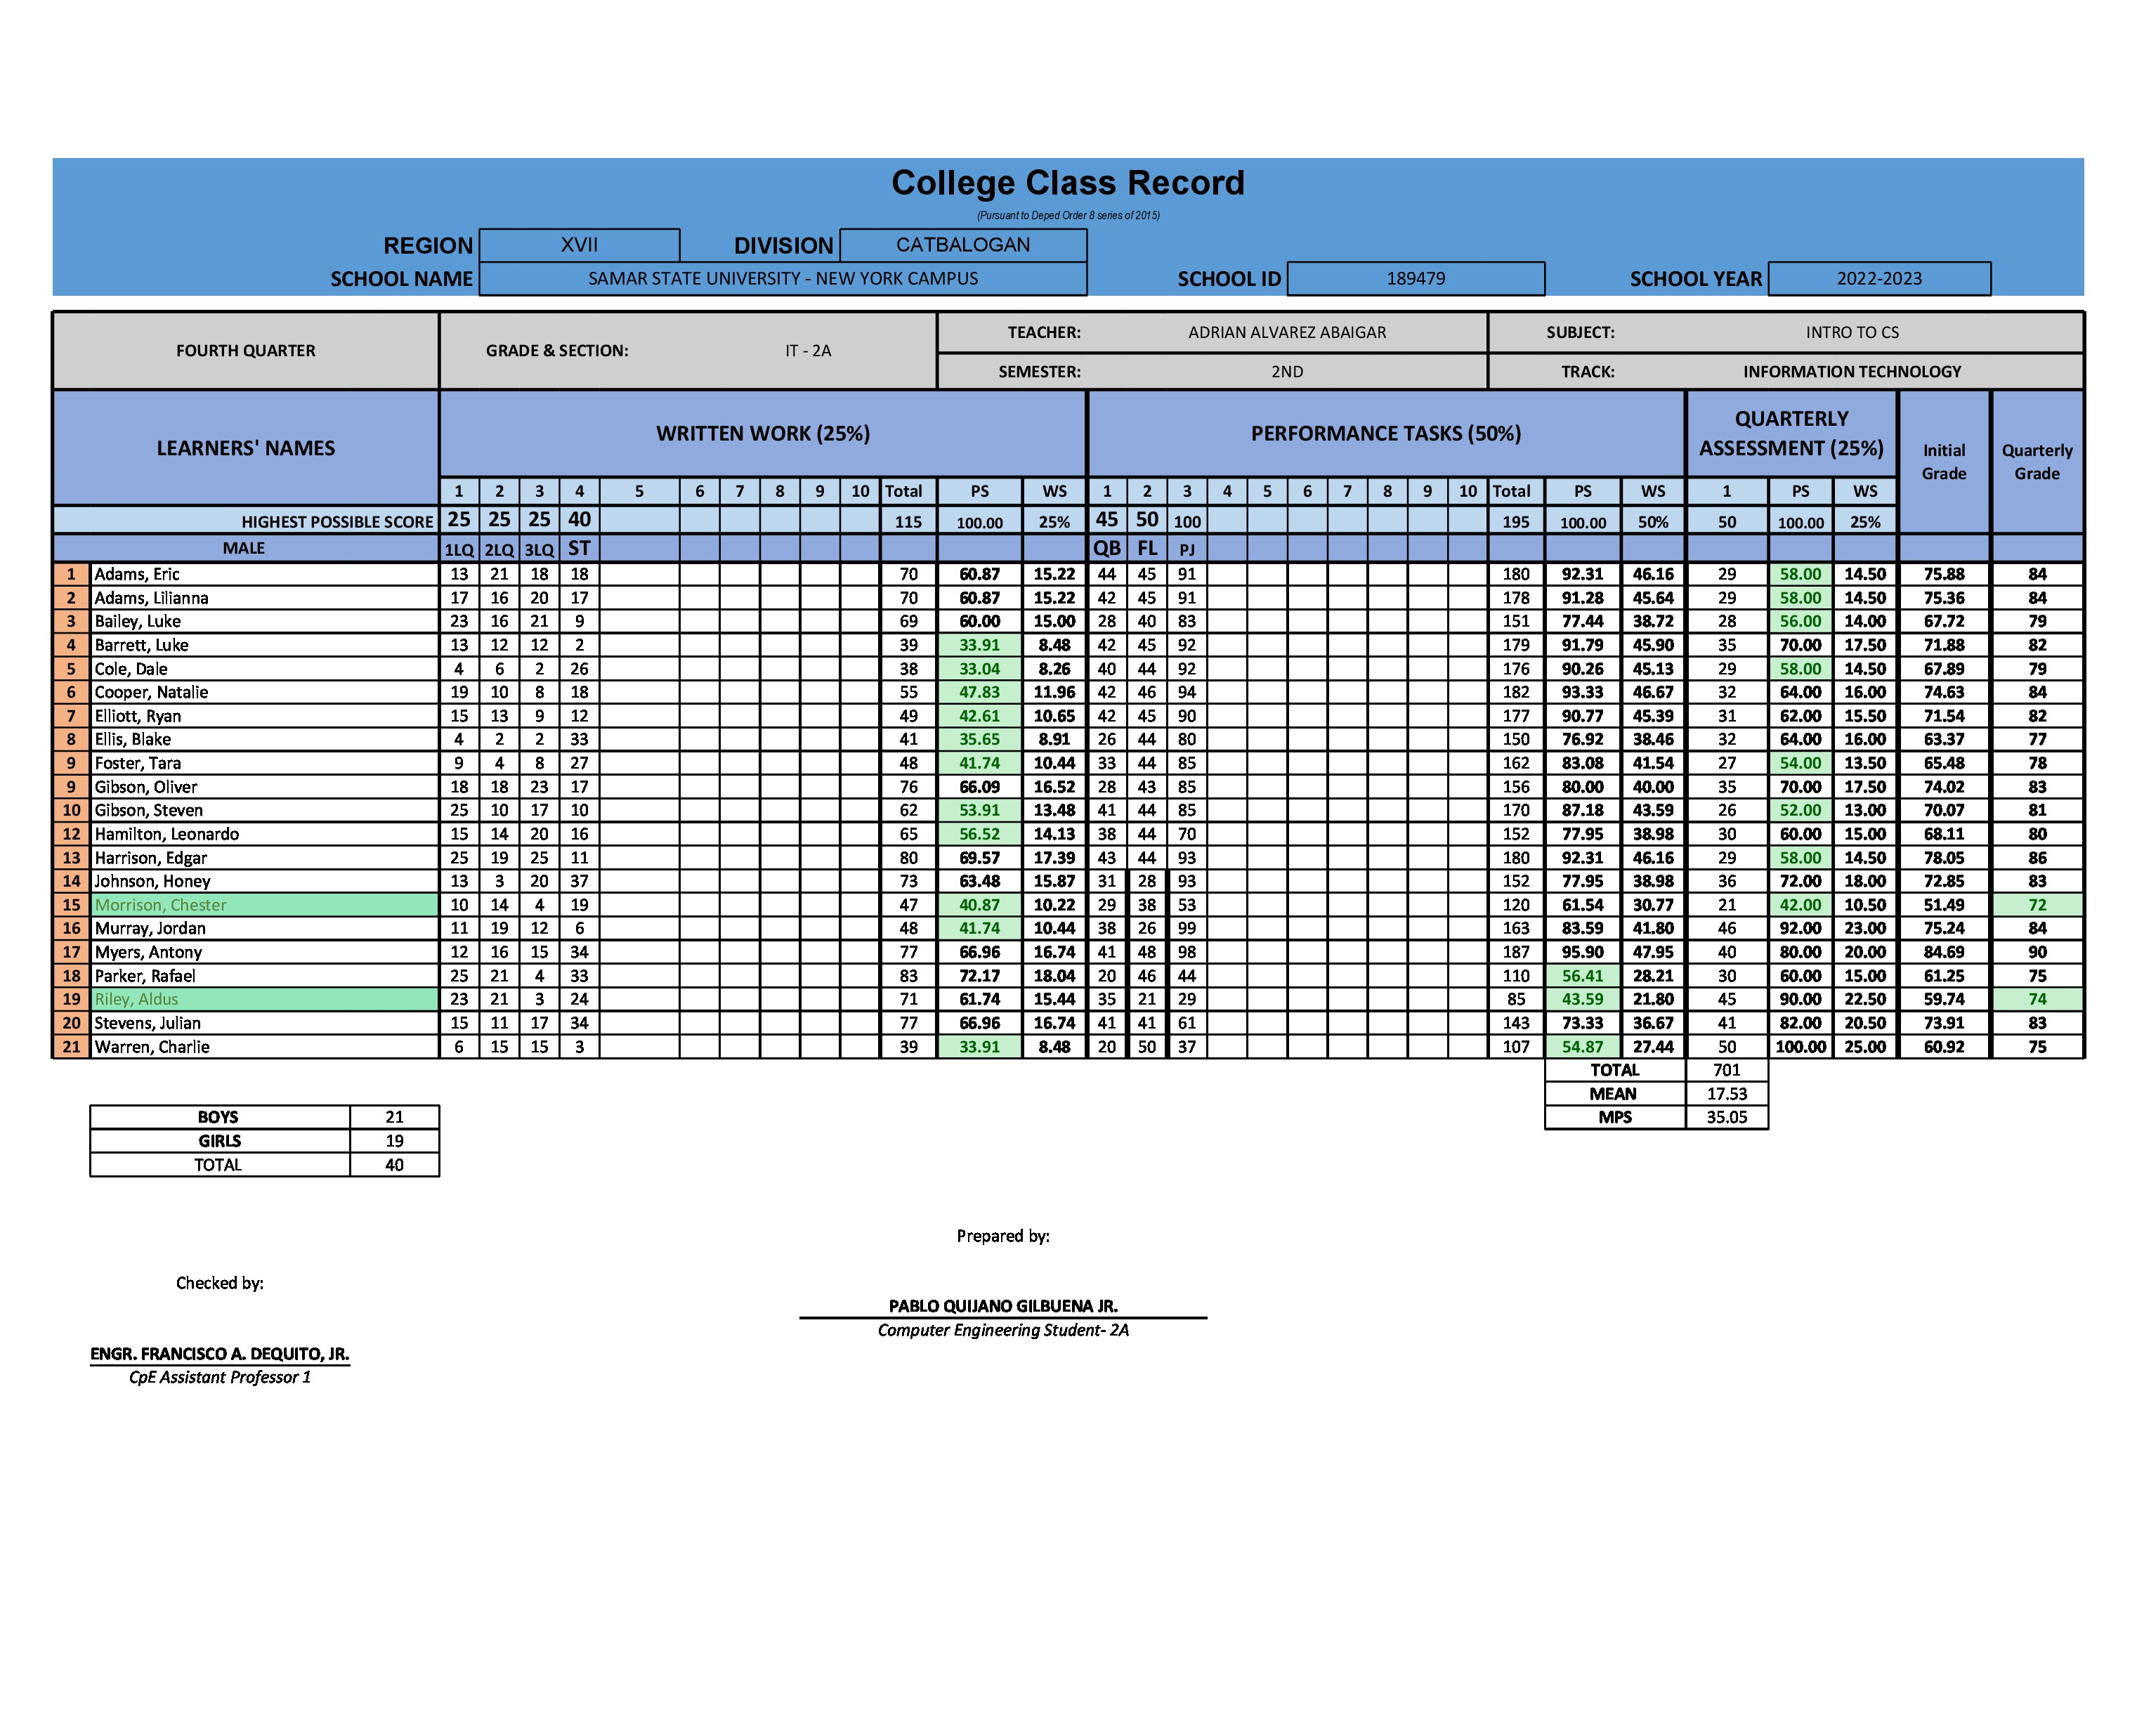 College Class Record
(Pursuant to Deped Order 8 series of 2015)
REGION XVII DIVISION CATBALOGAN
SCHOOL NAME SAMAR STATE UNIVERSITY - NEW YORK CAMPUS SCHOOL ID 189479 SCHOOL YEAR 2022-2023
FOURTH QUARTER GRADE & SECTION: IT - 2A TEACHER: ADRIAN ALVAREZ ABAIGAR SUBJECT: INTRO TO CS
SEMESTER: 2ND TRACK: INFORMATION TECHNOLOGY
LEARNERS' NAMES WRITTEN WORK (25%) PERFORMANCE TASKS (50%) QUARTERLY ASSESSMENT (25%) Initial Grade Quarterly Grade
1 2 3 4 5 6 7 8 9 10 Total PS WS 1 2 3 4 5 6 7 8 9 10 Total PS WS 1 PS WS
HIGHEST POSSIBLE SCORE 25 25 25 40 115 100.00 25% 45 50 100 195 100.00 50% 50 100.00 25%
MALE 1LQ 2LQ 3LQ ST QB FL PJ
1 Adams, Eric 13 21 18 18 70 60.87 15.22 44 45 91 180 92.31 46.16 29 58.00 14.50 75.88 84
2 Adams, Lilianna 17 16 20 17 70 60.87 15.22 42 45 91 178 91.28 45.64 29 58.00 14.50 75.36 84
3 Bailey, Luke 23 16 21 9 69 60.00 15.00 28 40 83 151 77.44 38.72 28 56.00 14.00 67.72 79
4 Barrett, Luke 13 12 12 2 39 33.91 8.48 42 45 92 179 91.79 45.90 35 70.00 17.50 71.88 82
5 Cole, Dale 4 6 2 26 38 33.04 8.26 40 44 92 176 90.26 45.13 29 58.00 14.50 67.89 79
6 Cooper, Natalie 19 10 8 18 55 47.83 11.96 42 46 94 182 93.33 46.67 32 64.00 16.00 74.63 84
7 Elliott, Ryan 15 13 9 12 49 42.61 10.65 42 45 90 177 90.77 45.39 31 62.00 15.50 71.54 82
8 Ellis, Blake 4 2 2 33 41 35.65 8.91 26 44 80 150 76.92 38.46 32 64.00 16.00 63.37 77
9 Foster, Tara 9 4 8 27 48 41.74 10.44 33 44 85 162 83.08 41.54 27 54.00 13.50 65.48 78
9 Gibson, Oliver 18 18 23 17 76 66.09 16.52 28 43 85 156 80.00 40.00 35 70.00 17.50 74.02 83
10 Gibson, Steven 25 10 17 10 62 53.91 13.48 41 44 85 170 87.18 43.59 26 52.00 13.00 70.07 81
12 Hamilton, Leonardo 15 14 20 16 65 56.52 14.13 38 44 70 152 77.95 38.98 30 60.00 15.00 68.11 80
13 Harrison, Edgar 25 19 25 11 80 69.57 17.39 43 44 93 180 92.31 46.16 29 58.00 14.50 78.05 86
14 Johnson, Honey 13 3 20 37 73 63.48 15.87 31 28 93 152 77.95 38.98 36 72.00 18.00 72.85 83
15 Morrison, Chester 10 14 4 19 47 40.87 10.22 29 38 53 120 61.54 30.77 21 42.00 10.50 51.49 72
16 Murray, Jordan 11 19 12 6 48 41.74 10.44 38 26 99 163 83.59 41.80 46 92.00 23.00 75.24 84
17 Myers, Antony 12 16 15 34 77 66.96 16.74 41 48 98 187 95.90 47.95 40 80.00 20.00 84.69 90
18 Parker, Rafael 25 21 4 33 83 72.17 18.04 20 46 44 110 56.41 28.21 30 60.00 15.00 61.25 75
19 Riley, Aldus 23 21 3 24 71 61.74 15.44 35 21 29 85 43.59 21.80 45 90.00 22.50 59.74 74
20 Stevens, Julian 15 11 17 34 77 66.96 16.74 41 41 61 143 73.33 36.67 41 82.00 20.50 73.91 83
21 Warren, Charlie 6 15 15 3 39 33.91 8.48 20 50 37 107 54.87 27.44 50 100.00 25.00 60.92 75
TOTAL 701
MEAN 17.53
MPS 35.05
BOYS 21
GIRLS 19
TOTAL 40
Prepared by:
Checked by:
PABLO QUIJANO GILBUENA JR.
Computer Engineering Student- 2A
ENGR. FRANCISCO A. DEQUITO, JR.
CpE Assistant Professor 1